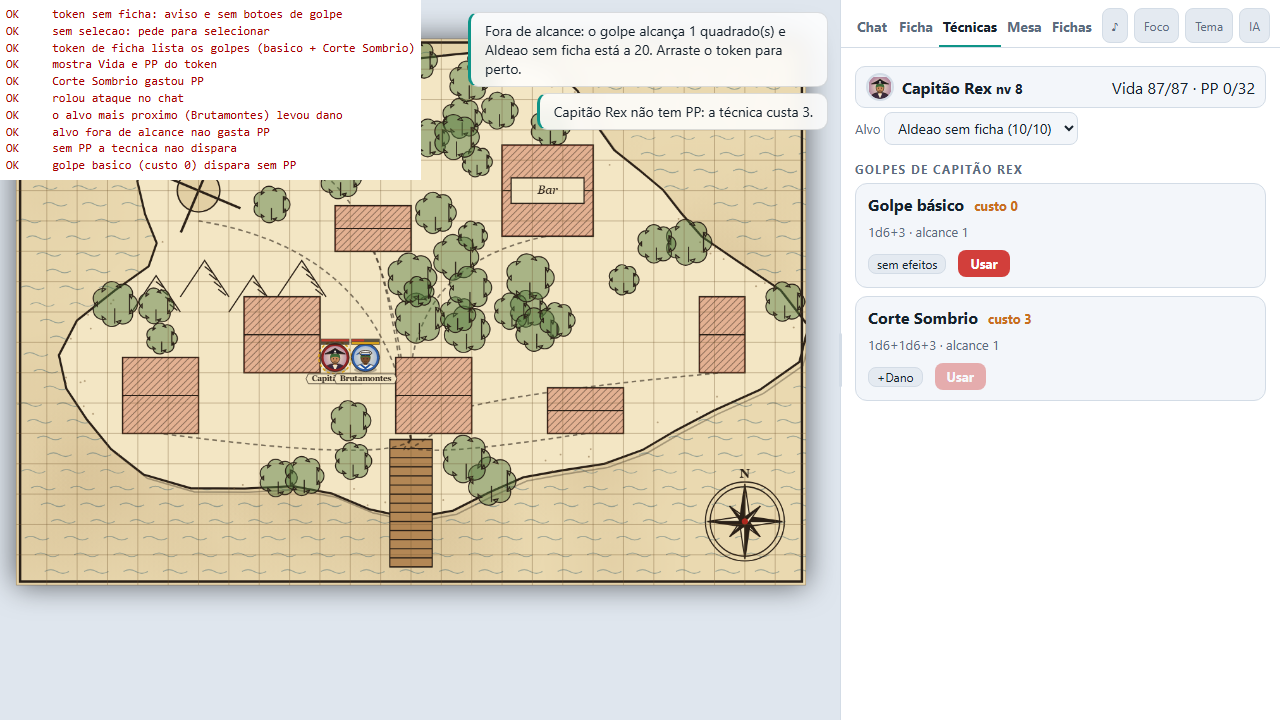 OK token sem ficha: aviso e sem botoes de golpe
OK sem selecao: pede para selecionar
OK token de ficha lista os golpes (basico + Corte Sombrio)
OK mostra Vida e PP do token
OK Corte Sombrio gastou PP
OK rolou ataque no chat
OK o alvo mais proximo (Brutamontes) levou dano
OK alvo fora de alcance nao gasta PP
OK sem PP a tecnica nao dispara
OK golpe basico (custo 0) dispara sem PP
Fora de alcance: o golpe alcança 1 quadrado(s) e
Aldeao sem ficha está a 20. Arraste o token para
perto.
Capitão Rex não tem PP: a técnica custa 3.
Bar
Capit Brutamontes
N
Chat Ficha Técnicas Mesa Fichas ♪ Foco Tema IA
Capitão Rex nv 8 Vida 87/87 · PP 0/32
Alvo Aldeao sem ficha (10/10)
GOLPES DE CAPITÃO REX
Golpe básico custo 0
1d6+3 · alcance 1
sem efeitos Usar
Corte Sombrio custo 3
1d6+1d6+3 · alcance 1
+Dano Usar